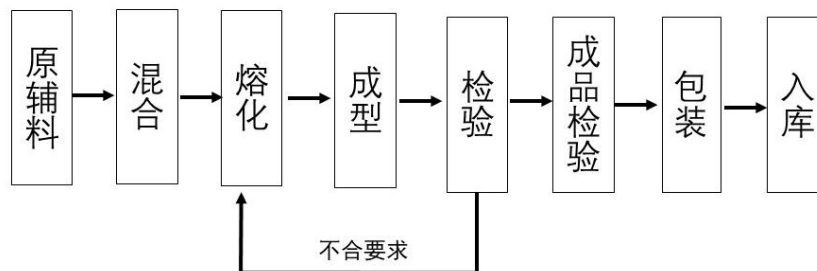 原辅料
混合
熔化
成型
检验
成品检验
包装
入库
不合要求